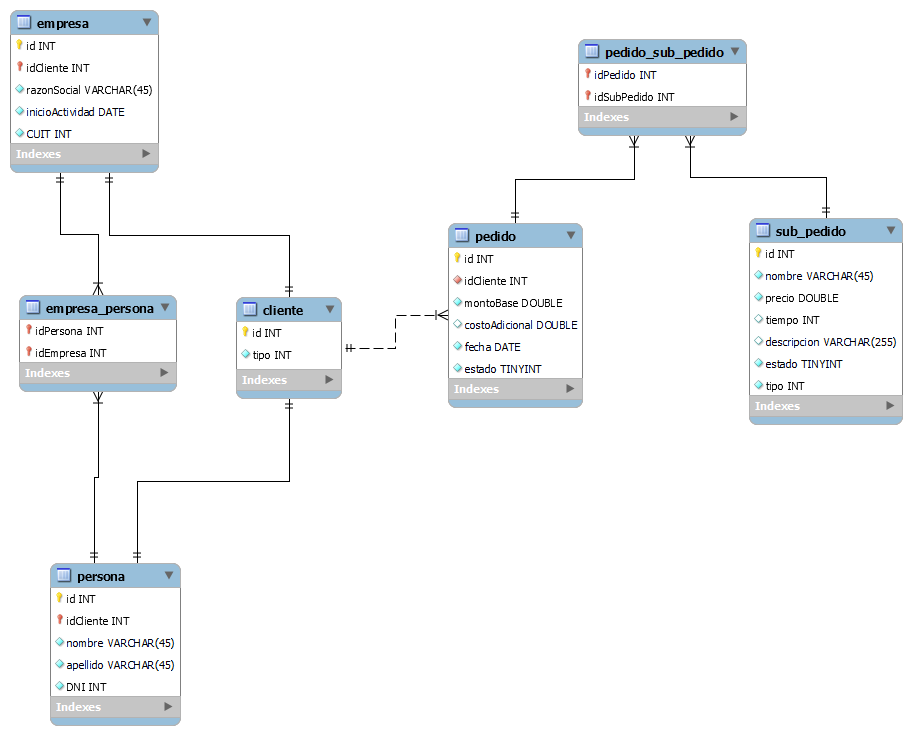 empresa
id INT
idCliente INT
razonSocial VARCHAR(45)
inicioActividad DATE
CUIT INT
Indexes
pedido_sub_pedido
idPedido INT
idSubPedido INT
Indexes
empresa_persona
idPersona INT
idEmpresa INT
Indexes
cliente
id INT
tipo INT
Indexes
pedido
id INT
idCliente INT
montoBase DOUBLE
costoAdicional DOUBLE
fecha DATE
estado TINYINT
Indexes
sub_pedido
id INT
nombre VARCHAR(45)
precio DOUBLE
tiempo INT
descripcion VARCHAR(255)
estado TINYINT
tipo INT
Indexes
persona
id INT
idCliente INT
nombre VARCHAR(45)
apellido VARCHAR(45)
DNI INT
Indexes